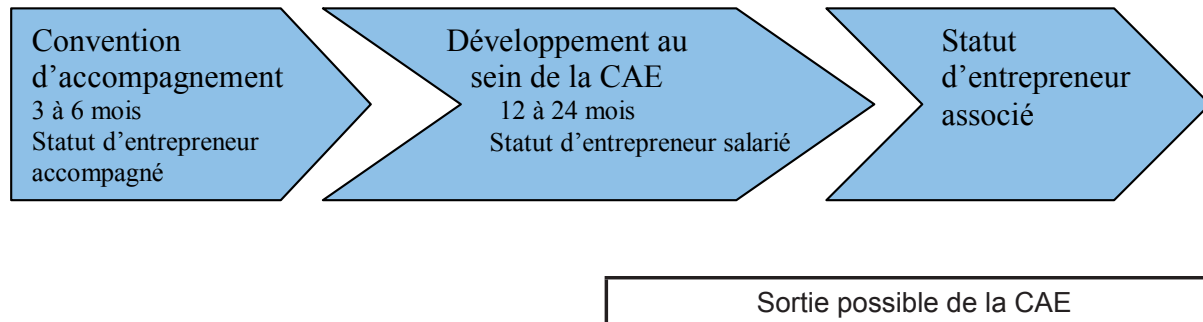 Convention
d’accompagnement
3 à 6 mois
Statut d’entrepreneur
accompagné
Développement au
sein de la CAE
12 à 24 mois
Statut d’entrepreneur salarié
Statut
d’entrepreneur
associé
Sortie possible de la CAE